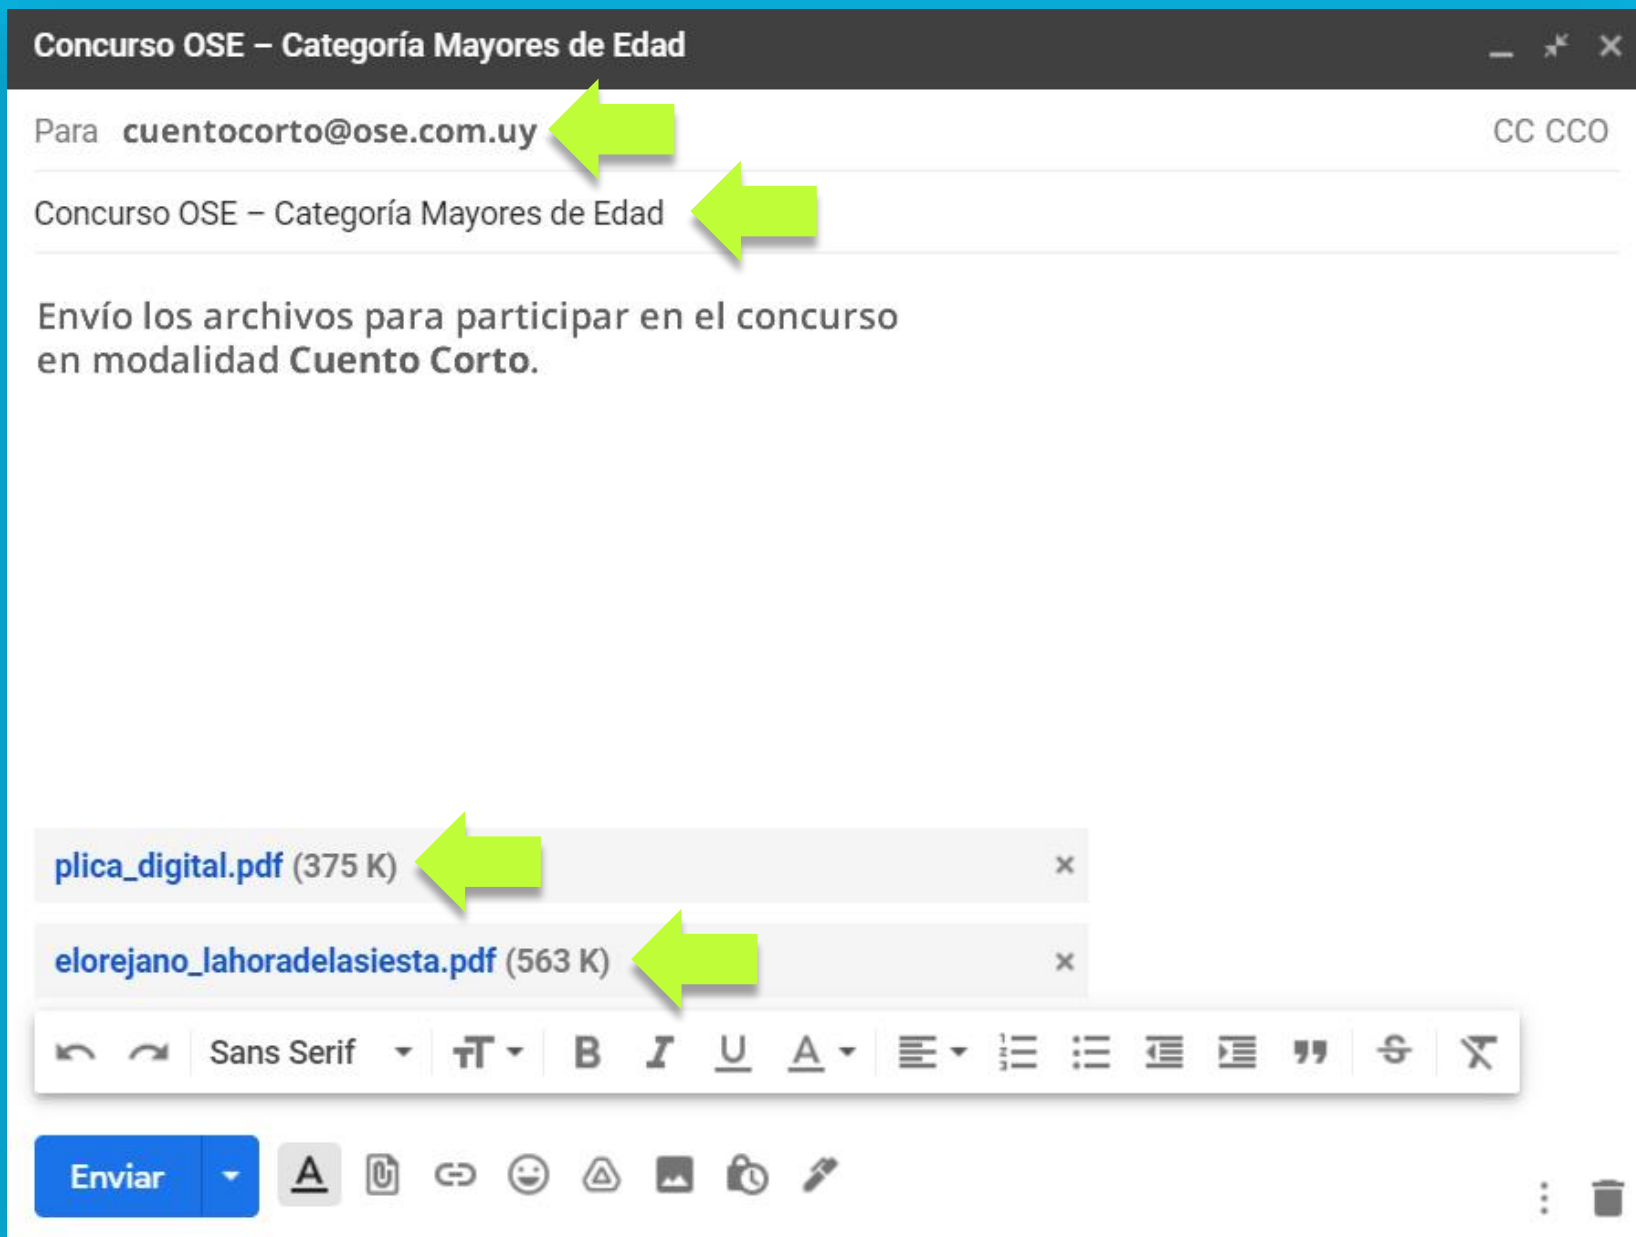 Concurso OSE – Categoría Mayores de Edad
Para cuentocorto@ose.com.uy CC CCO
Concurso OSE – Categoría Mayores de Edad
Envío los archivos para participar en el concurso
en modalidad Cuento Corto.
plica_digital.pdf (375 K)
elorejano_lahoradelasiesta.pdf (563 K)
Sans Serif
Enviar